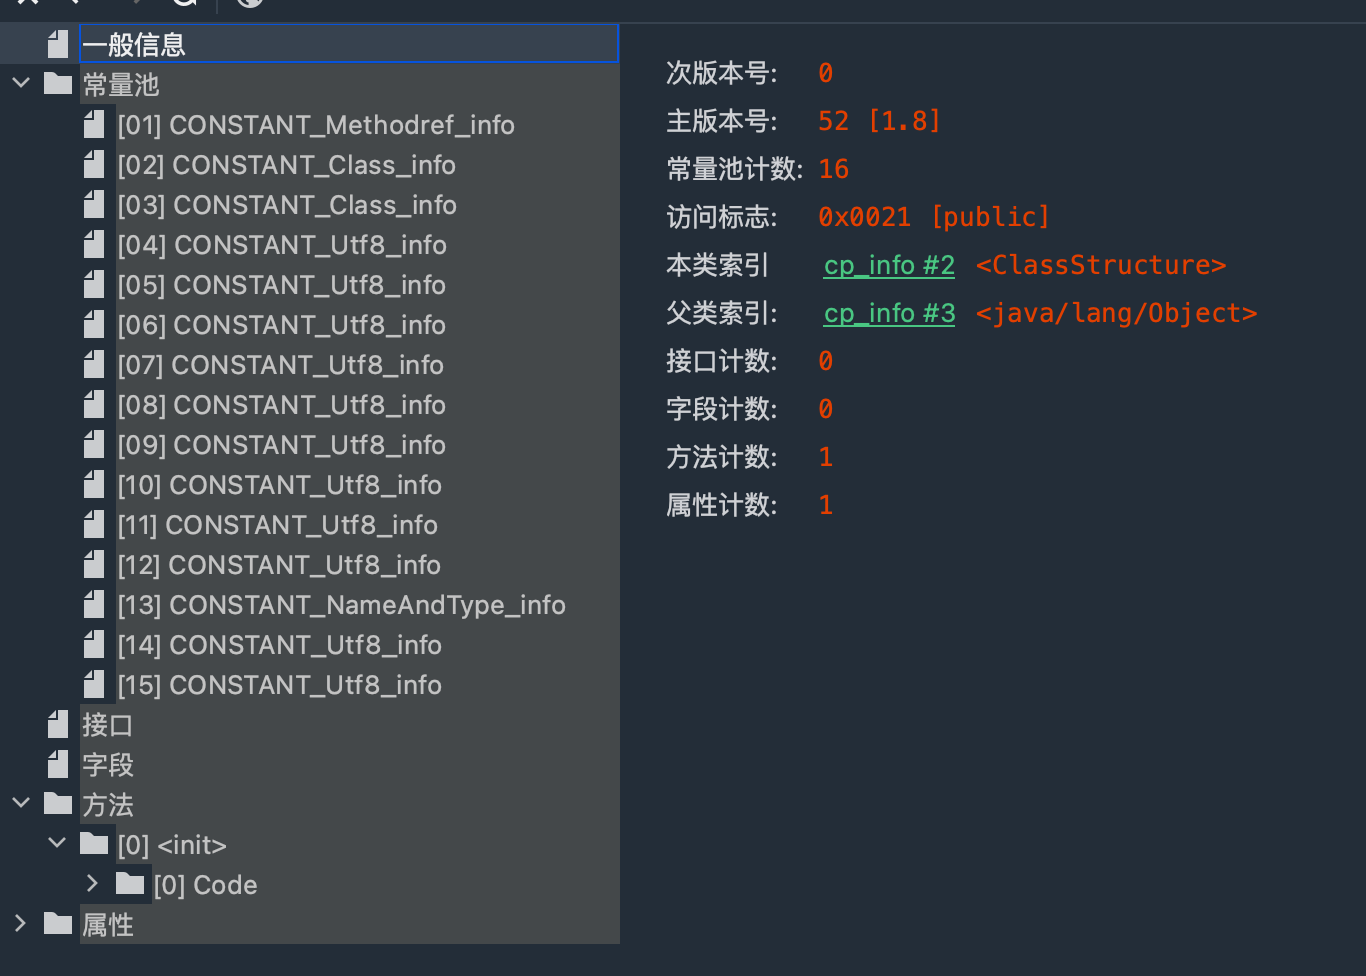 一般信息
常量池
[01] CONSTANT_Methodref_info
[02] CONSTANT_Class_info
[03] CONSTANT_Class_info
[04] CONSTANT_Utf8_info
[05] CONSTANT_Utf8_info
[06] CONSTANT_Utf8_info
[07] CONSTANT_Utf8_info
[08] CONSTANT_Utf8_info
[09] CONSTANT_Utf8_info
[10] CONSTANT_Utf8_info
[11] CONSTANT_Utf8_info
[12] CONSTANT_Utf8_info
[13] CONSTANT_NameAndType_info
[14] CONSTANT_Utf8_info
[15] CONSTANT_Utf8_info
接口
字段
方法
[0] <init>
[0] Code
属性
次版本号: 0
主版本号: 52 [1.8]
常量池计数: 16
访问标志: 0x0021 [public]
本类索引 cp_info #2 <ClassStructure>
父类索引: cp_info #3 <java/lang/Object>
接口计数: 0
字段计数: 0
方法计数: 1
属性计数: 1